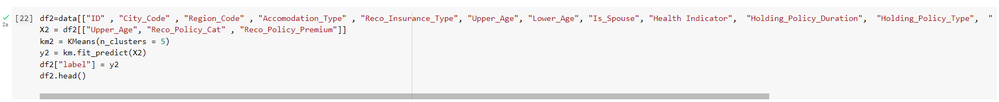 [22] df2=data[["ID" , "City_Code" , "Region_Code" , "Accomodation_Type" , "Reco_Insurance_Type", "Upper_Age", "Lower_Age", "Is_Spouse", "Health Indicator",  "Holding_Policy_Duration",  "Holding_Policy_Type",  "
2s
X2 = df2[["Upper_Age", "Reco_Policy_Cat" , "Reco_Policy_Premium"]]
km2 = KMeans(n_clusters = 5)
y2 = km.fit_predict(X2)
df2["label"] = y2
df2.head()